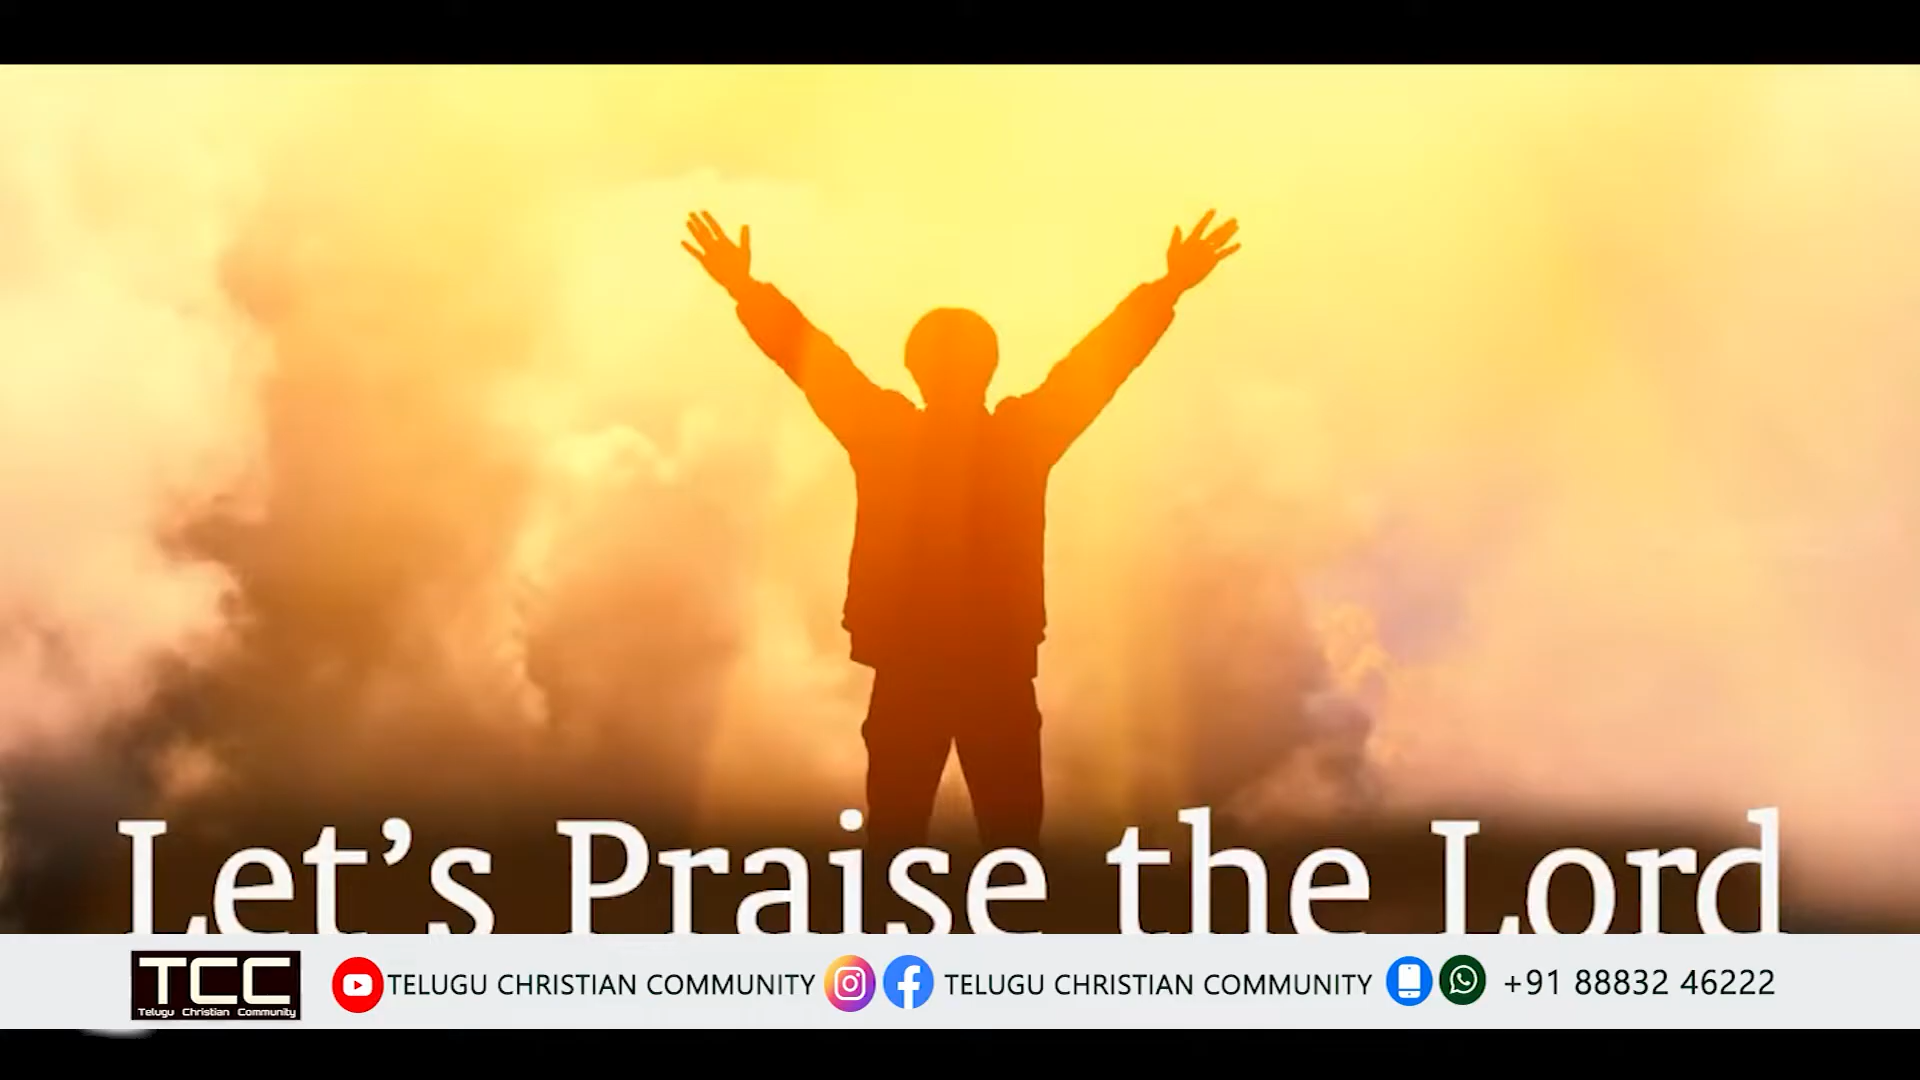 Let's Praise the Lord
TCC
Telugu Christian Community
TELUGU CHRISTIAN COMMUNITY
TELUGU CHRISTIAN COMMUNITY
+91 88832 46222